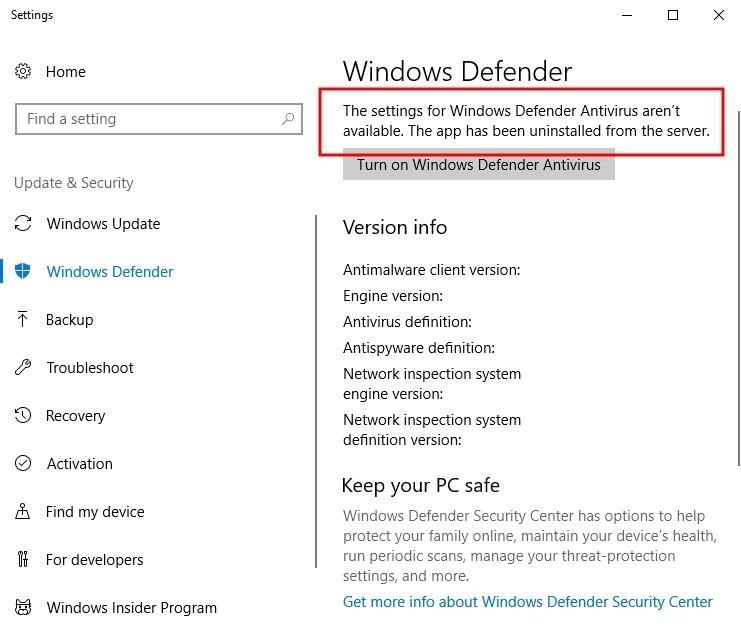 Settings
Home
Find a setting
Update & Security
Windows Update
Windows Defender
Backup
Troubleshoot
Recovery
Activation
Find my device
For developers
Windows Insider Program
Windows Defender
The settings for Windows Defender Antivirus aren't
available. The app has been uninstalled from the server.
Turn on Windows Defender Antivirus
Version info
Antimalware client version:
Engine version:
Antivirus definition:
Antispyware definition:
Network inspection system
engine version:
Network inspection system
definition version:
Keep your PC safe
Windows Defender Security Center has options to help
protect your family online, maintain your device's health,
run periodic scans, manage your threat-protection
settings, and more.
Get more info about Windows Defender Security Center